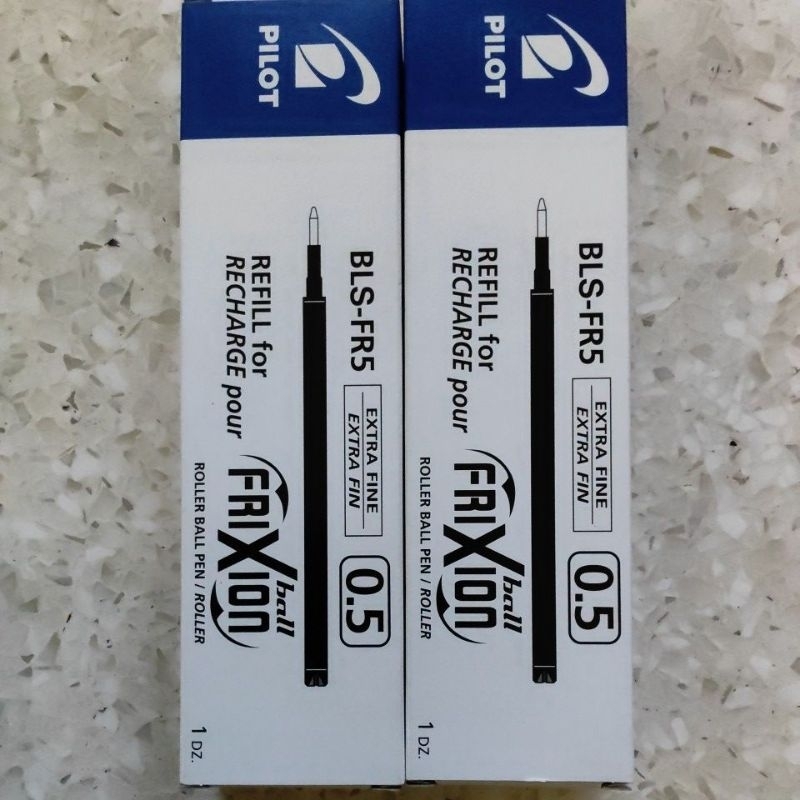 PILOT
BLS-FR5
EXTRA FINE
EXTRA FIN
0.5
REFILL for
RECHARGE pour
FRIXION ball
ROLLER BALL PEN / ROLLER
1 DZ.
PILOT
BLS-FR5
EXTRA FINE
EXTRA FIN
0.5
REFILL for
RECHARGE pour
FRIXION ball
ROLLER BALL PEN / ROLLER
1 DZ.